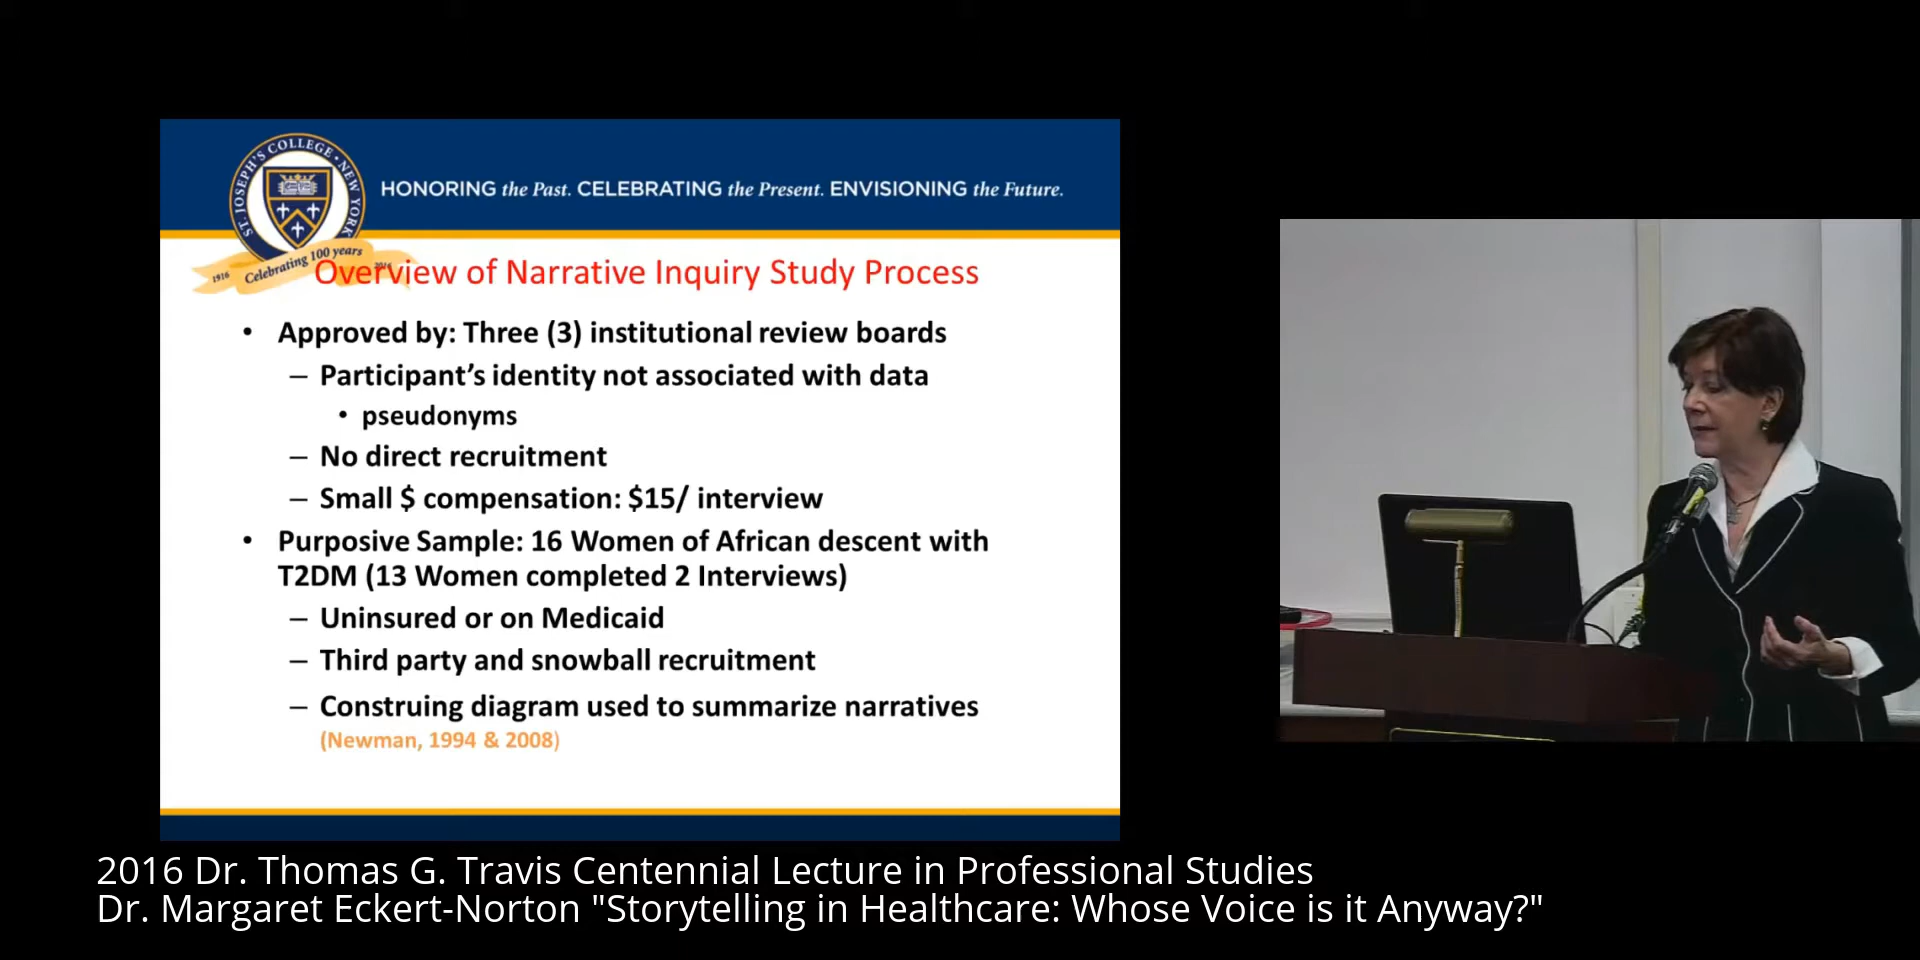 ST. JOSEPH'S COLLEGE • NEW YORK
HONORING the Past. CELEBRATING the Present. ENVISIONING the Future.
1916 Celebrating 100 years 2016
Overview of Narrative Inquiry Study Process
• Approved by: Three (3) institutional review boards
– Participant’s identity not associated with data
• pseudonyms
– No direct recruitment
– Small $ compensation: $15/ interview
• Purposive Sample: 16 Women of African descent with
T2DM (13 Women completed 2 Interviews)
– Uninsured or on Medicaid
– Third party and snowball recruitment
– Construing diagram used to summarize narratives
(Newman, 1994 & 2008)
2016 Dr. Thomas G. Travis Centennial Lecture in Professional Studies
Dr. Margaret Eckert-Norton "Storytelling in Healthcare: Whose Voice is it Anyway?"